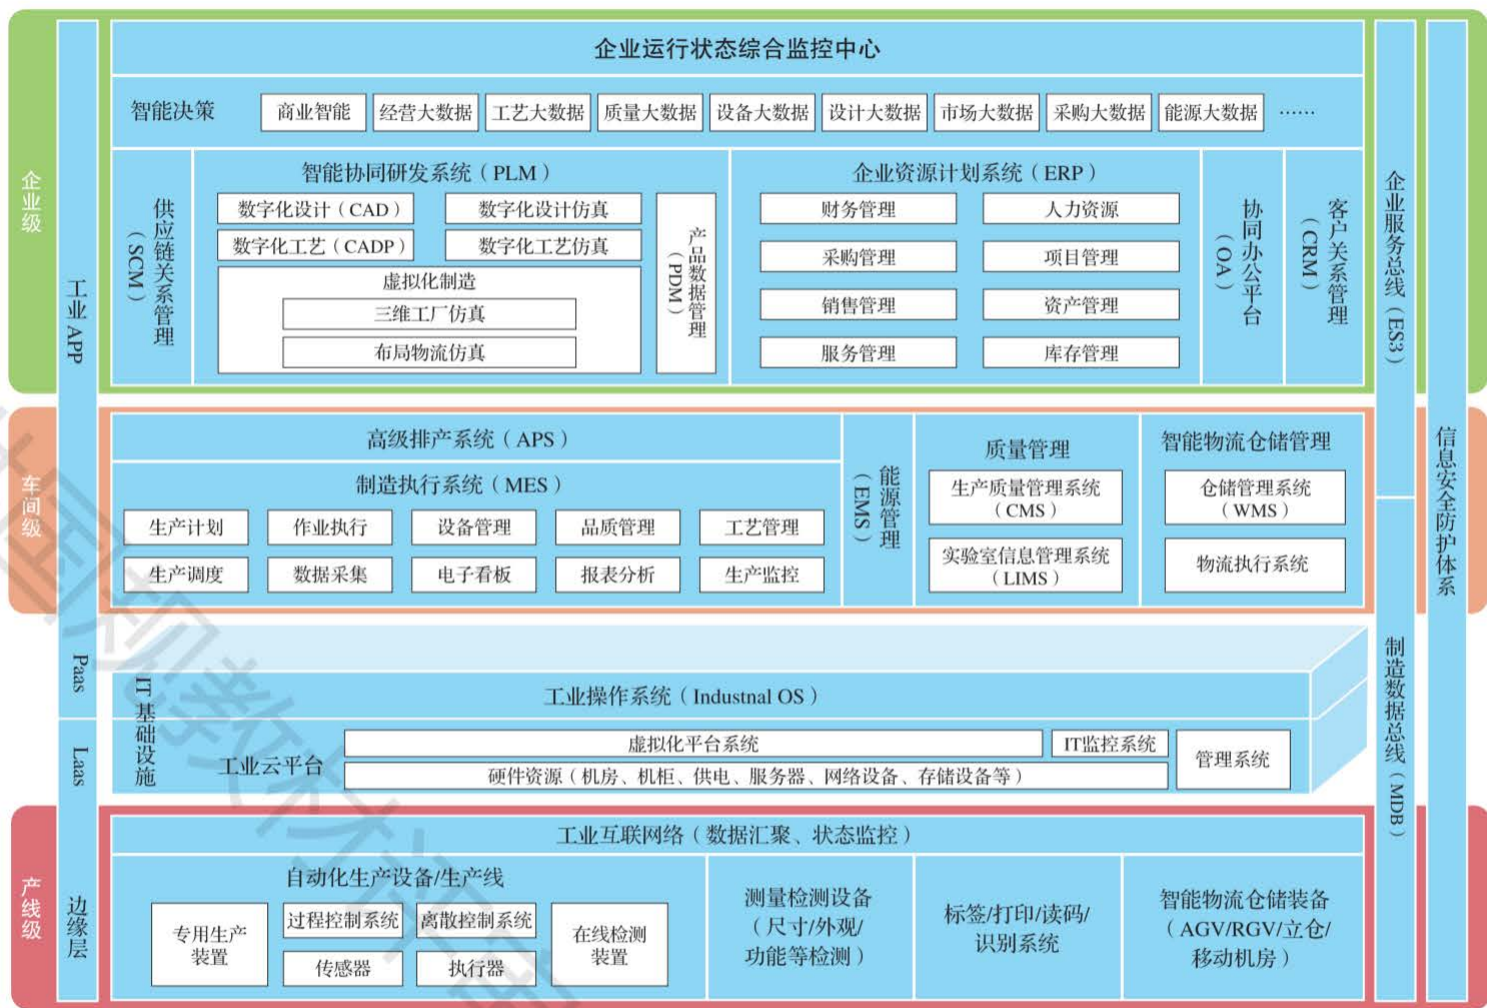 企业运行状态综合监控中心
智能决策
商业智能
经营大数据
工艺大数据
质量大数据
设备大数据
设计大数据
市场大数据
采购大数据
能源大数据
……
企业级
工业 APP
供应链关系管理
（SCM）
智能协同研发系统（PLM）
数字化设计（CAD）
数字化设计仿真
数字化工艺（CADP）
数字化工艺仿真
虚拟化制造
三维工厂仿真
布局物流仿真
产品数据管理
（PDM）
企业资源计划系统（ERP）
财务管理
人力资源
采购管理
项目管理
销售管理
资产管理
服务管理
库存管理
协同办公平台
（OA）
客户关系管理
（CRM）
企业服务总线（ES3）
信息安全防护体系
车间级
高级排产系统（APS）
制造执行系统（MES）
生产计划
作业执行
设备管理
品质管理
工艺管理
生产调度
数据采集
电子看板
报表分析
生产监控
能源管理
（EMS）
质量管理
生产质量管理系统
（CMS）
实验室信息管理系统
（LIMS）
智能物流仓储管理
仓储管理系统
（WMS）
物流执行系统
Paas
Laas
IT 基础设施
工业操作系统（Industnal OS）
工业云平台
虚拟化平台系统
IT监控系统
管理系统
硬件资源（机房、机柜、供电、服务器、网络设备、存储设备等）
制造数据总线（MDB）
产线级
边缘层
工业互联网络（数据汇聚、状态监控）
自动化生产设备/生产线
专用生产
装置
过程控制系统
离散控制系统
传感器
执行器
在线检测
装置
测量检测设备
（尺寸/外观/
功能等检测）
标签/打印/读码/
识别系统
智能物流仓储装备
（AGV/RGV/立仓/
移动机房）